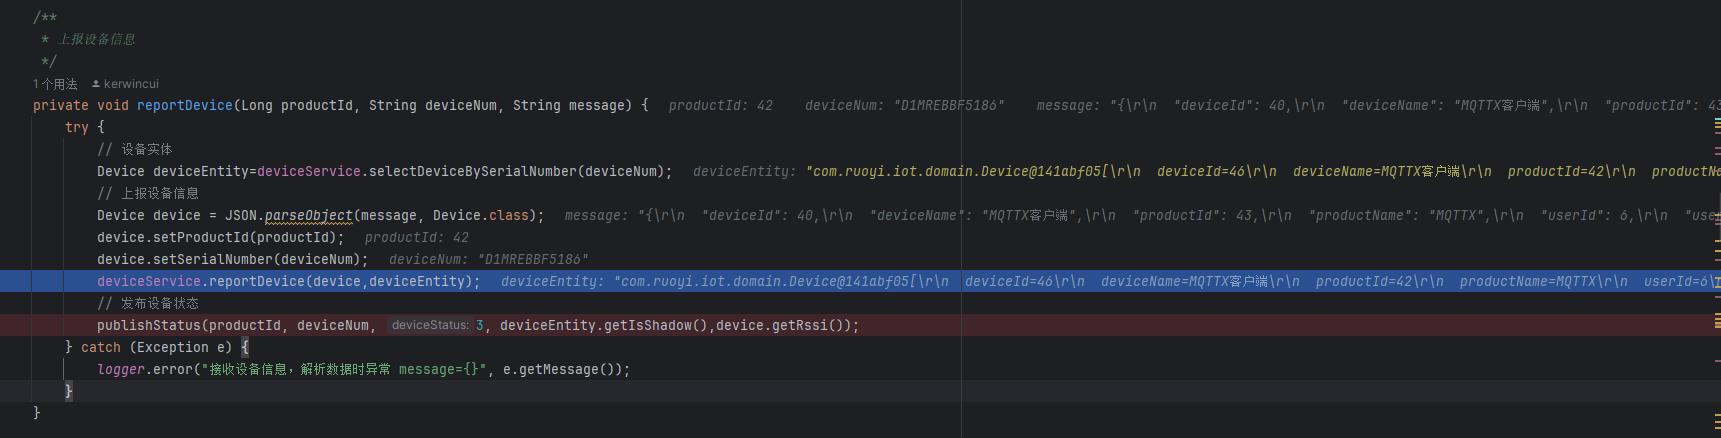 /**
 * 上报设备信息
 */
1 个用法 kerwincui
private void reportDevice(Long productId, String deviceNum, String message) { productId: 42 deviceNum: "D1MREBBF5186" message: "{\r\n "deviceId": 40,\r\n "deviceName": "MQTTX客户端",\r\n "productId": 43
try {
// 设备实体
Device deviceEntity=deviceService.selectDeviceBySerialNumber(deviceNum); deviceEntity: "com.ruoyi.iot.domain.Device@141abf05[\r\n deviceId=46\r\n deviceName=MQTTX客户端\r\n productId=42\r\n productNa
// 上报设备信息
Device device = JSON.parseObject(message, Device.class); message: "{\r\n "deviceId": 40,\r\n "deviceName": "MQTTX客户端",\r\n "productId": 43,\r\n "productName": "MQTTX",\r\n "userId": 6,\r\n "use
device.setProductId(productId); productId: 42
device.setSerialNumber(deviceNum); deviceNum: "D1MREBBF5186"
deviceService.reportDevice(device,deviceEntity); deviceEntity: "com.ruoyi.iot.domain.Device@141abf05[\r\n deviceId=46\r\n deviceName=MQTTX客户端\r\n productId=42\r\n productName=MQTTX\r\n userId=6\
// 发布设备状态
publishStatus(productId, deviceNum, deviceStatus: 3, deviceEntity.getIsShadow(),device.getRssi());
} catch (Exception e) {
logger.error("接收设备信息，解析数据时异常 message={}", e.getMessage());
}
}